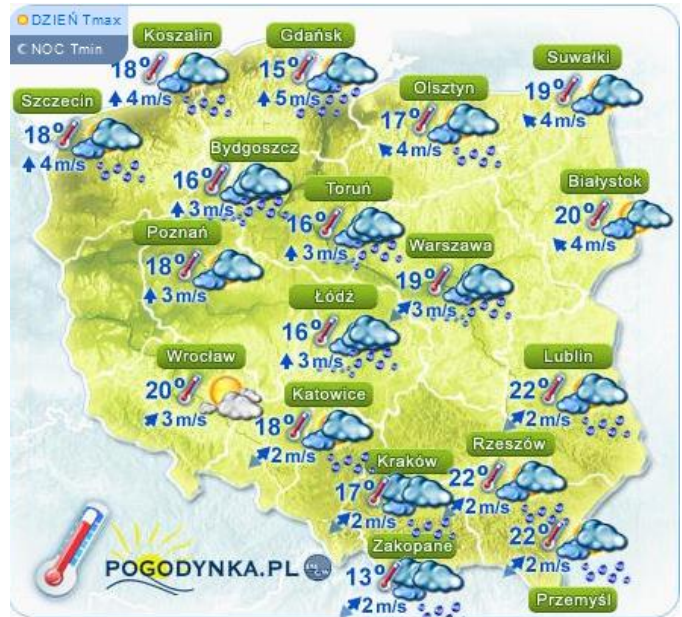 DZIEŃ Tmax
NOC Tmin
Koszalin
18°
4 m/s
Gdańsk
15°
5 m/s
Suwałki
19°
4 m/s
Olsztyn
17°
4 m/s
Szczecin
18°
4 m/s
Bydgoszcz
16°
3 m/s
Toruń
16°
3 m/s
Białystok
20°
4 m/s
Poznań
18°
3 m/s
Warszawa
19°
3 m/s
Łódź
16°
3 m/s
Wrocław
20°
3 m/s
Katowice
18°
2 m/s
Lublin
22°
2 m/s
Kraków
17°
2 m/s
Rzeszów
22°
2 m/s
Zakopane
13°
2 m/s
22°
2 m/s
Przemyśl
POGODYNKA.PL